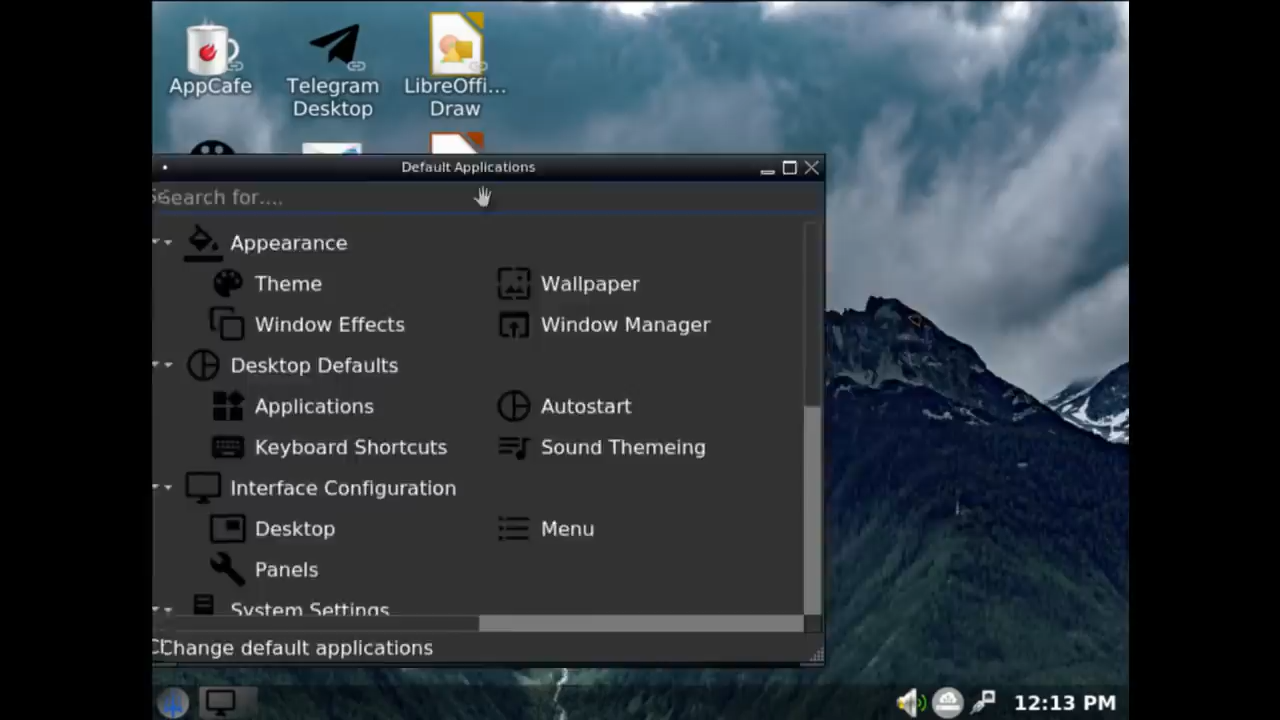 AppCafe
Telegram
Desktop
LibreOffi...
Draw
Default Applications
Search for....
Appearance
Theme
Wallpaper
Window Effects
Window Manager
Desktop Defaults
Applications
Autostart
Keyboard Shortcuts
Sound Themeing
Interface Configuration
Desktop
Menu
Panels
System Settings
Change default applications
12:13 PM